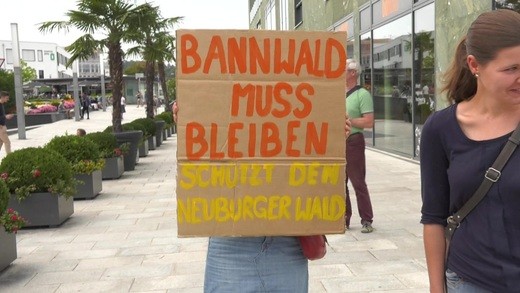 BANNWALD
MUSS
BLEIBEN
SCHÜTZT DEN
NEUBURGER WALD